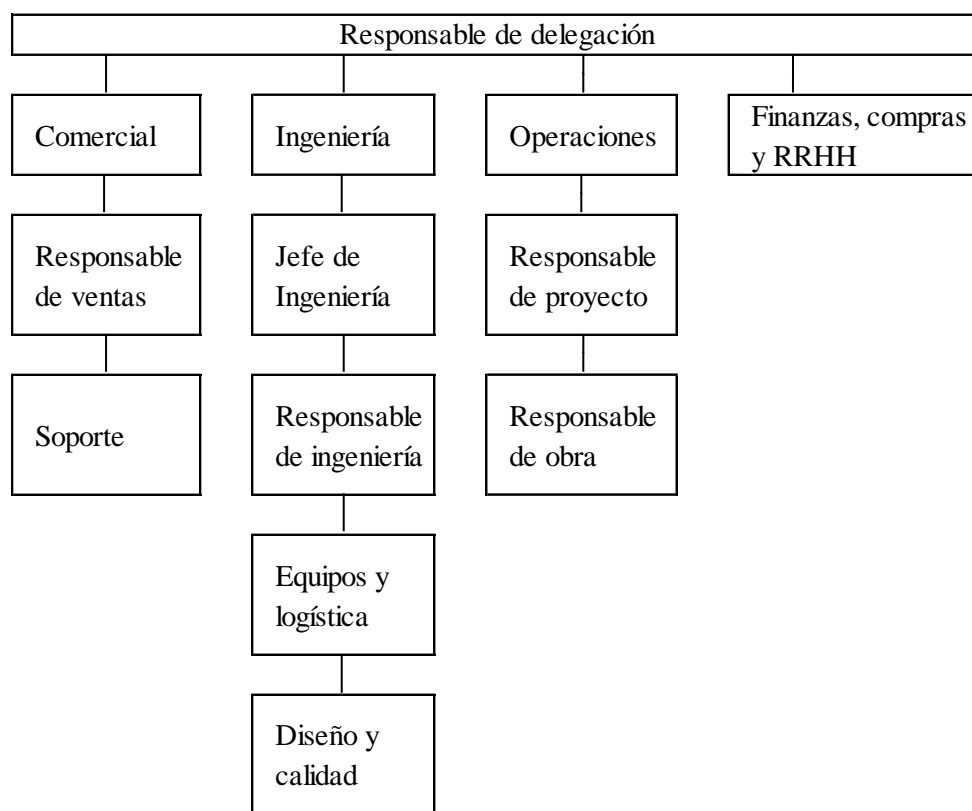 Responsable de delegación
Comercial
Ingeniería
Operaciones
Finanzas, compras
y RRHH
Responsable
de ventas
Jefe de
Ingeniería
Responsable
de proyecto
Soporte
Responsable
de ingeniería
Responsable
de obra
Equipos y
logística
Diseño y
calidad